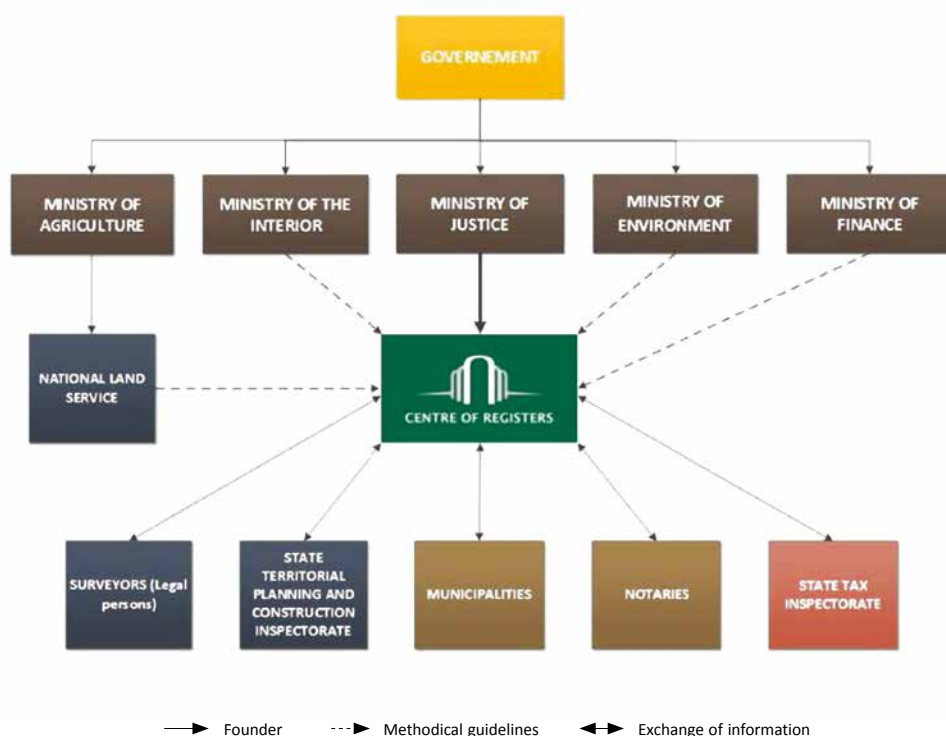 GOVERNEMENT
MINISTRY OF
AGRICULTURE
MINISTRY OF THE
INTERIOR
MINISTRY OF
JUSTICE
MINISTRY OF
ENVIRONMENT
MINISTRY OF
FINANCE
NATIONAL LAND
SERVICE
CENTRE OF REGISTERS
SURVEYORS (Legal
persons)
STATE
TERRITORIAL
PLANNING AND
CONSTRUCTION
INSPECTORATE
MUNICIPALITIES
NOTARIES
STATE TAX
INSPECTORATE
Founder
Methodical guidelines
Exchange of information